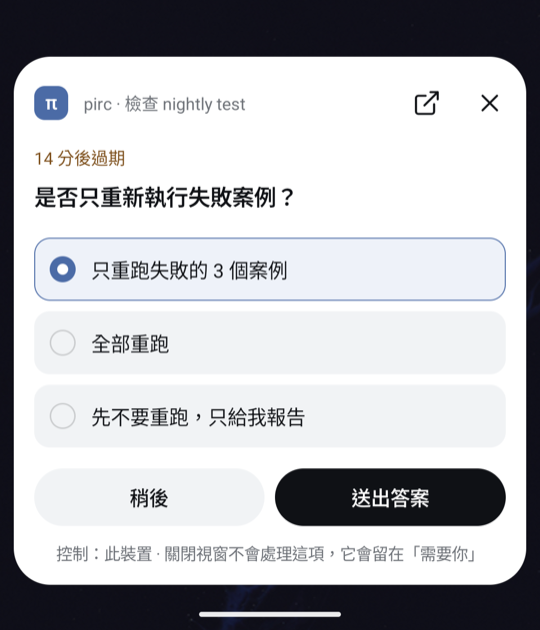 π pirc · 檢查 nightly test
14 分後過期
是否只重新執行失敗案例？
只重跑失敗的 3 個案例
全部重跑
先不要重跑，只給我報告
稍後 送出答案
控制：此裝置 · 關閉視窗不會處理這項，它會留在「需要你」